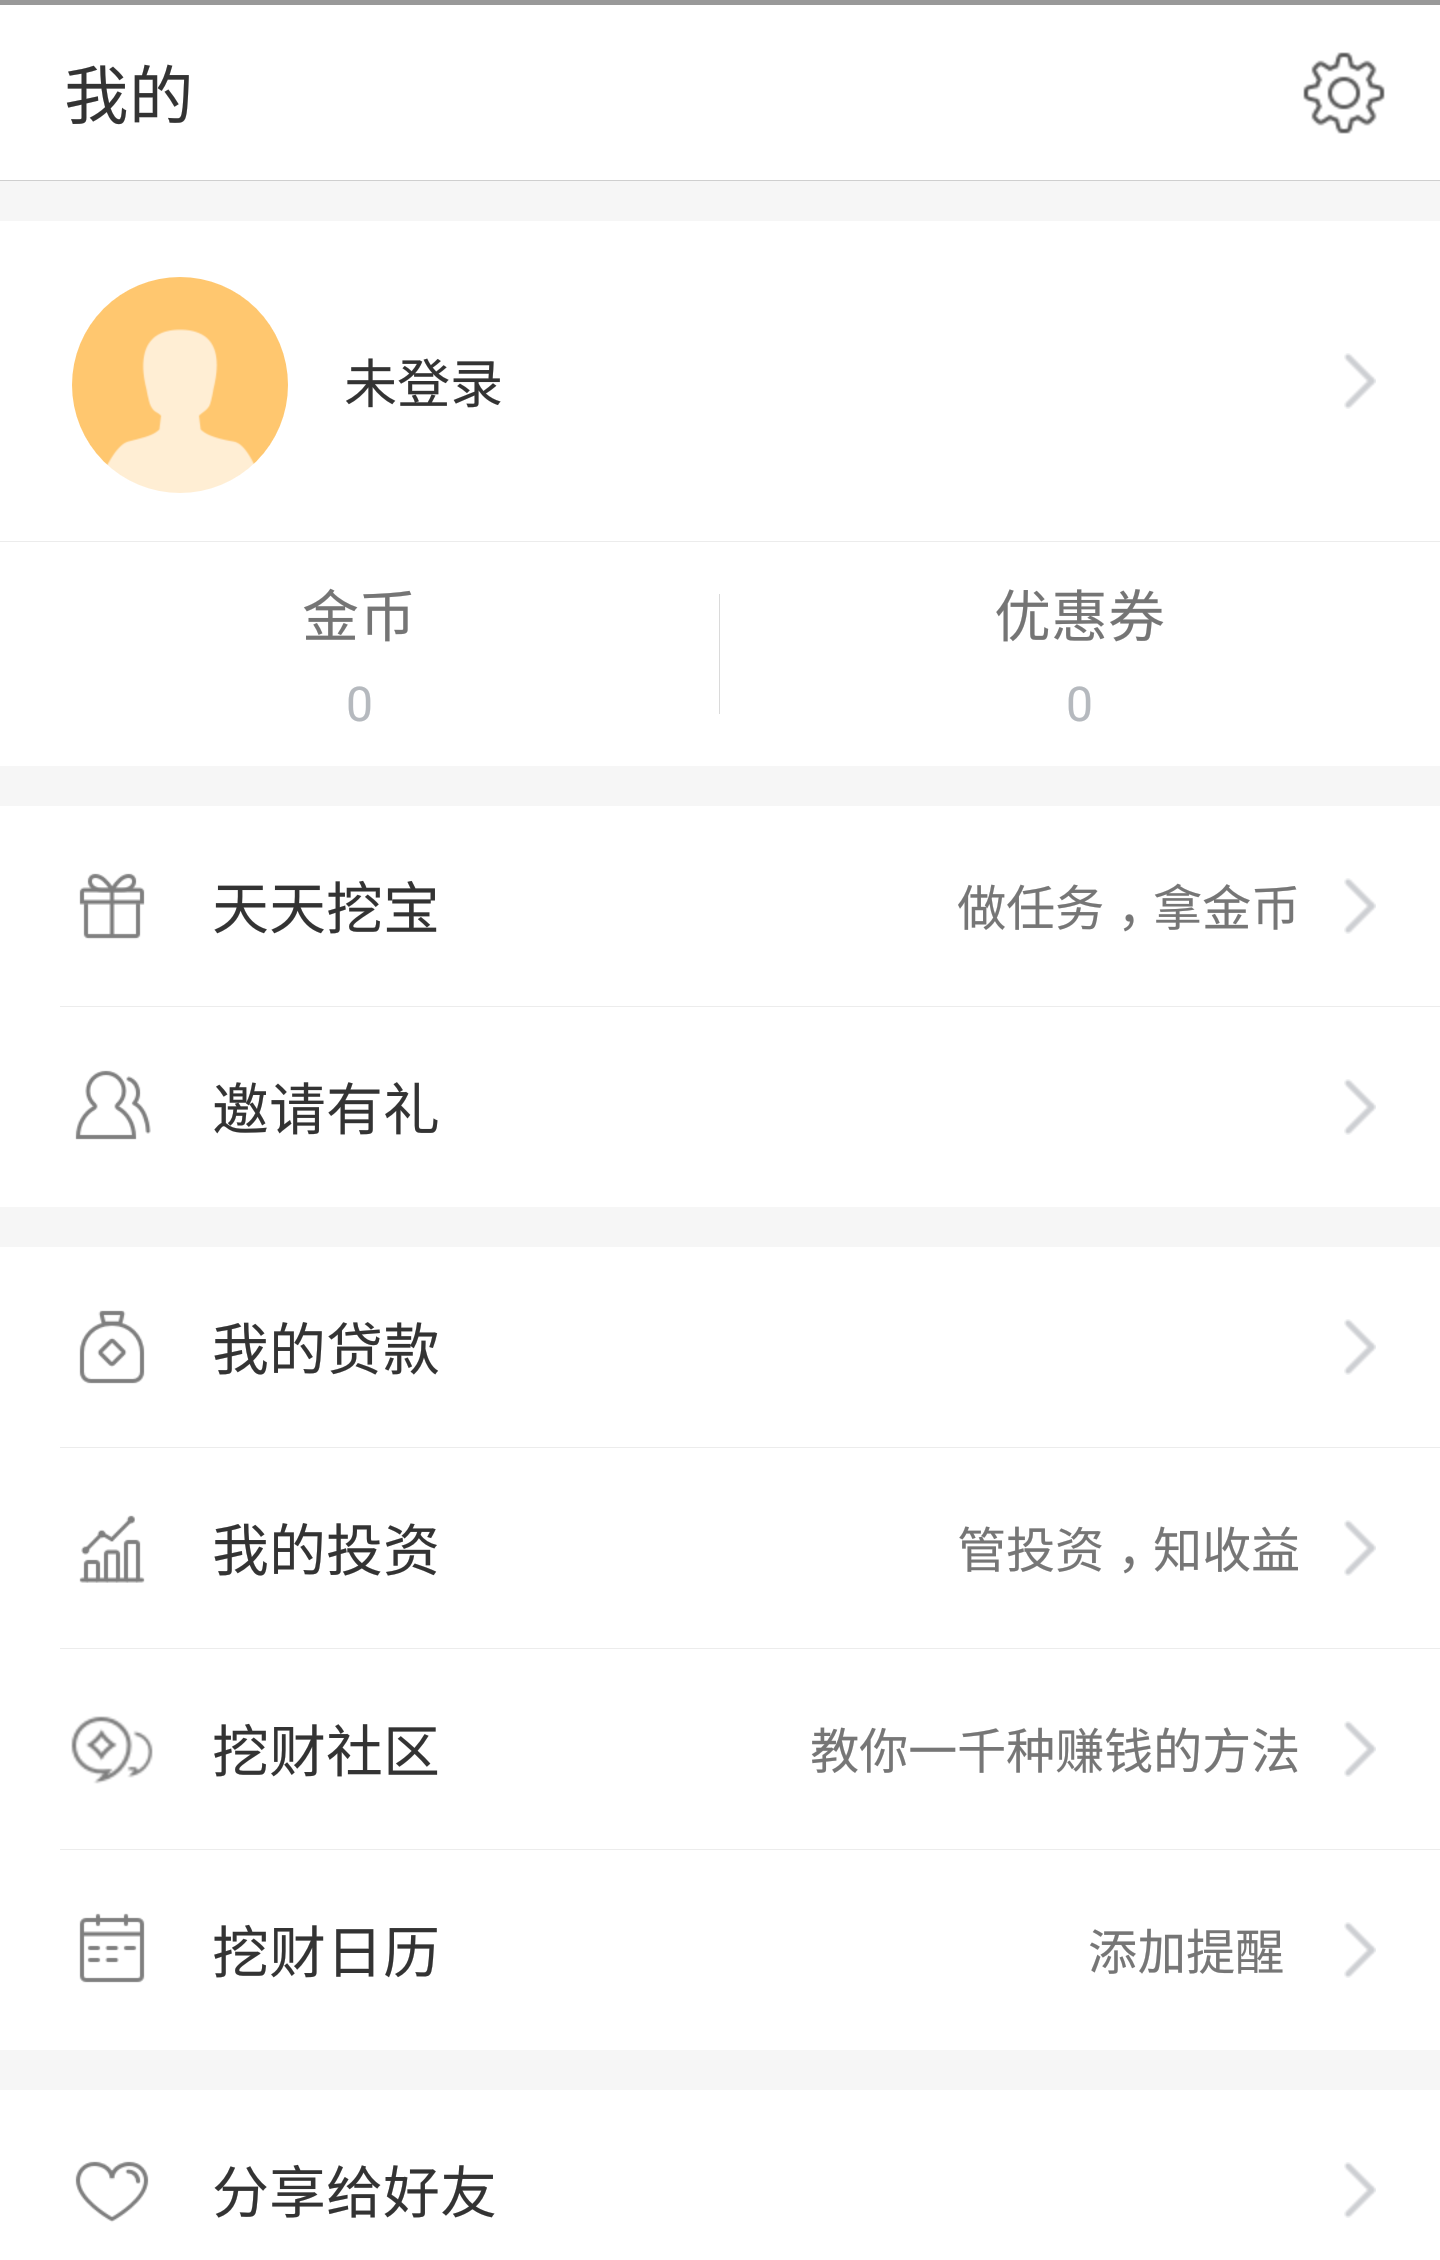 我的
未登录
金币
优惠券
0
0
天天挖宝
做任务，拿金币
邀请有礼
我的贷款
我的投资
管投资，知收益
挖财社区
教你一千种赚钱的方法
挖财日历
添加提醒
分享给好友